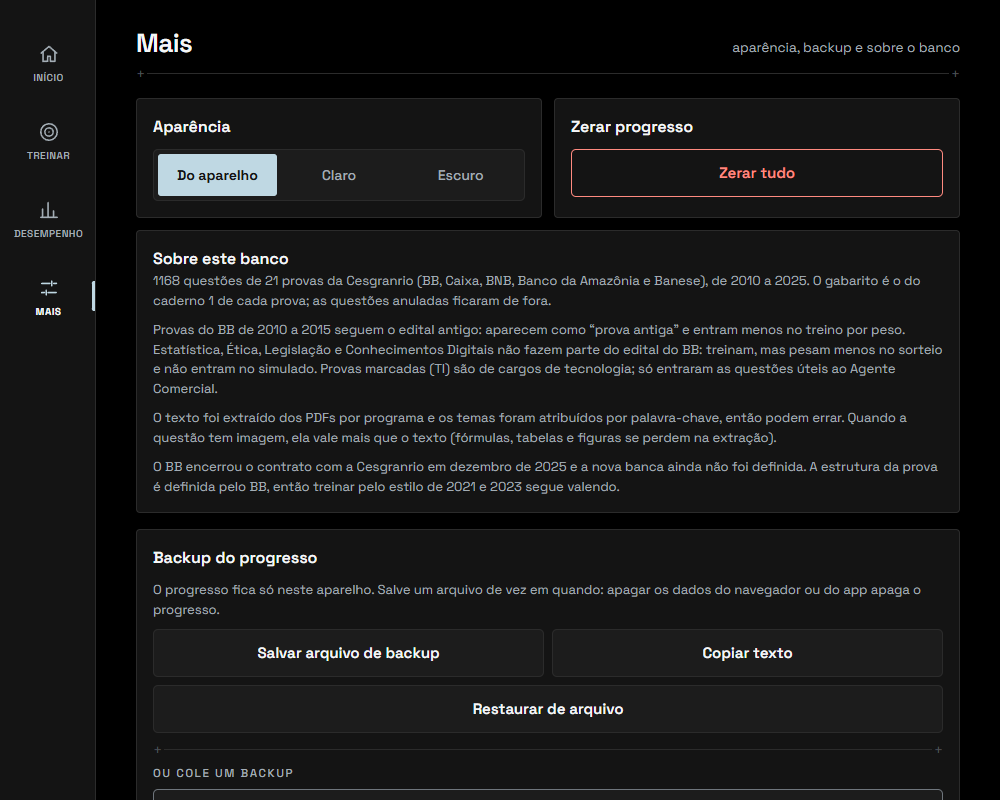 INÍCIO
TREINAR
DESEMPENHO
MAIS
Mais
aparência, backup e sobre o banco
Aparência
Do aparelho
Claro
Escuro
Zerar progresso
Zerar tudo
Sobre este banco
1168 questões de 21 provas da Cesgranrio (BB, Caixa, BNB, Banco da Amazônia e Banese), de 2010 a 2025. O gabarito é o do
caderno 1 de cada prova; as questões anuladas ficaram de fora.
Provas do BB de 2010 a 2015 seguem o edital antigo: aparecem como “prova antiga” e entram menos no treino por peso.
Estatística, Ética, Legislação e Conhecimentos Digitais não fazem parte do edital do BB: treinam, mas pesam menos no sorteio
e não entram no simulado. Provas marcadas (TI) são de cargos de tecnologia; só entraram as questões úteis ao Agente
Comercial.
O texto foi extraído dos PDFs por programa e os temas foram atribuídos por palavra-chave, então podem errar. Quando a
questão tem imagem, ela vale mais que o texto (fórmulas, tabelas e figuras se perdem na extração).
O BB encerrou o contrato com a Cesgranrio em dezembro de 2025 e a nova banca ainda não foi definida. A estrutura da prova
é definida pelo BB, então treinar pelo estilo de 2021 e 2023 segue valendo.
Backup do progresso
O progresso fica só neste aparelho. Salve um arquivo de vez em quando: apagar os dados do navegador ou do app apaga o
progresso.
Salvar arquivo de backup
Copiar texto
Restaurar de arquivo
OU COLE UM BACKUP